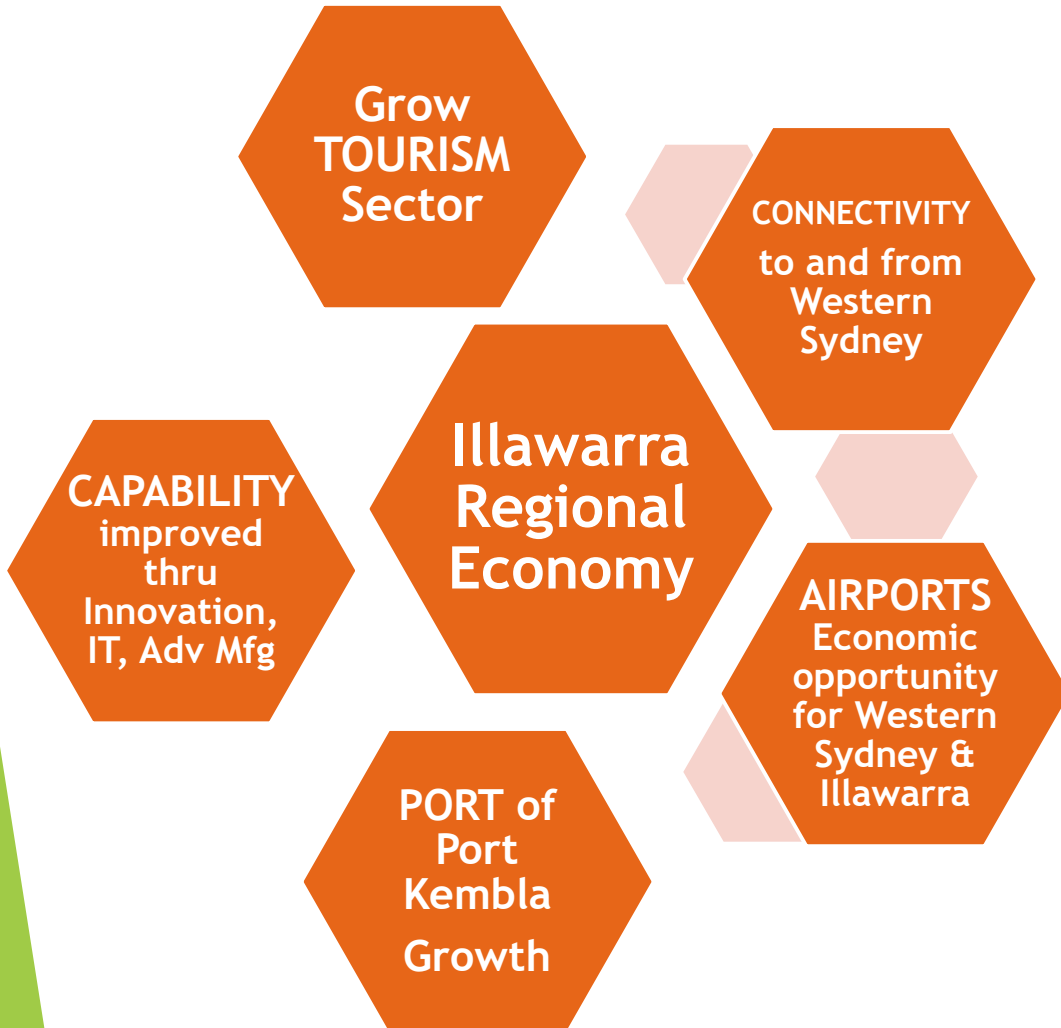 Grow
TOURISM
Sector
CONNECTIVITY
to and from
Western
Sydney
Illawarra
Regional
Economy
CAPABILITY
improved
thru
Innovation,
IT, Adv Mfg
AIRPORTS
Economic
opportunity
for Western
Sydney &
Illawarra
PORT of
Port
Kembla
Growth